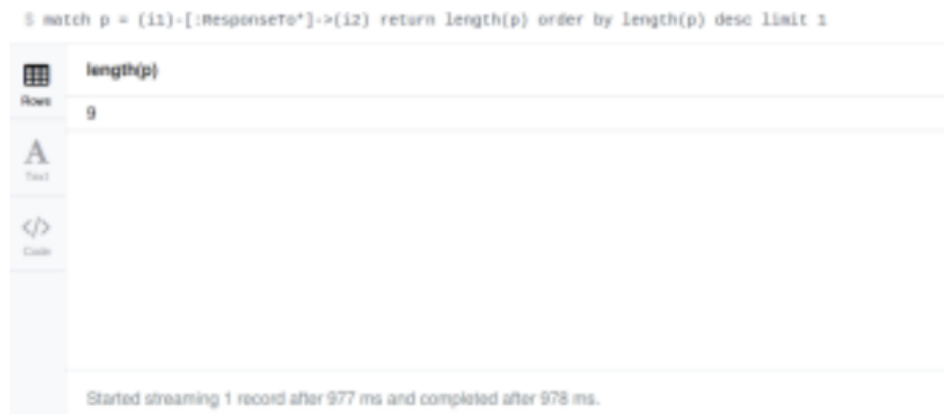 $ match p = (i1)-[:ResponseTo*]->(i2) return length(p) order by length(p) desc limit 1
length(p)
Rows
9
A
Text
</>
Code
Started streaming 1 record after 977 ms and completed after 978 ms.